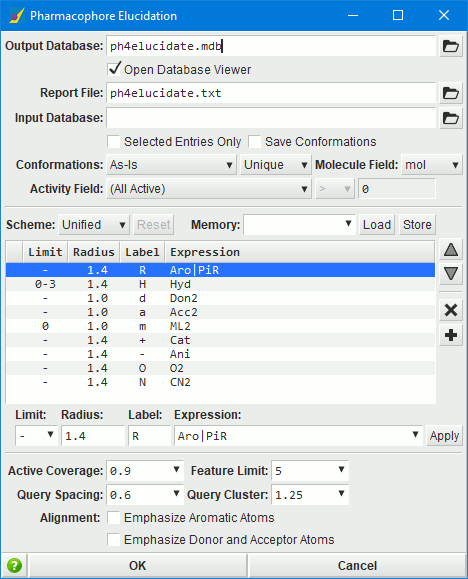 Pharmacophore Elucidation
Output Database: ph4elucidate.mdb
Open Database Viewer
Report File: ph4elucidate.txt
Input Database:
Selected Entries Only Save Conformations
Conformations: As-Is Unique Molecule Field: mol
Activity Field: (All Active) > 0
Scheme: Unified Reset Memory: Load Store
Limit Radius Label Expression
- 1.4 R Aro|PiR
0-3 1.4 H Hyd
- 1.0 d Don2
- 1.0 a Acc2
0 1.0 m ML2
- 1.4 + Cat
- 1.4 - Ani
- 1.4 O O2
- 1.4 N CN2
Limit: Radius: Label: Expression:
- 1.4 R Aro|PiR Apply
Active Coverage: 0.9 Feature Limit: 5
Query Spacing: 0.6 Query Cluster: 1.25
Alignment: Emphasize Aromatic Atoms
Emphasize Donor and Acceptor Atoms
? OK Cancel